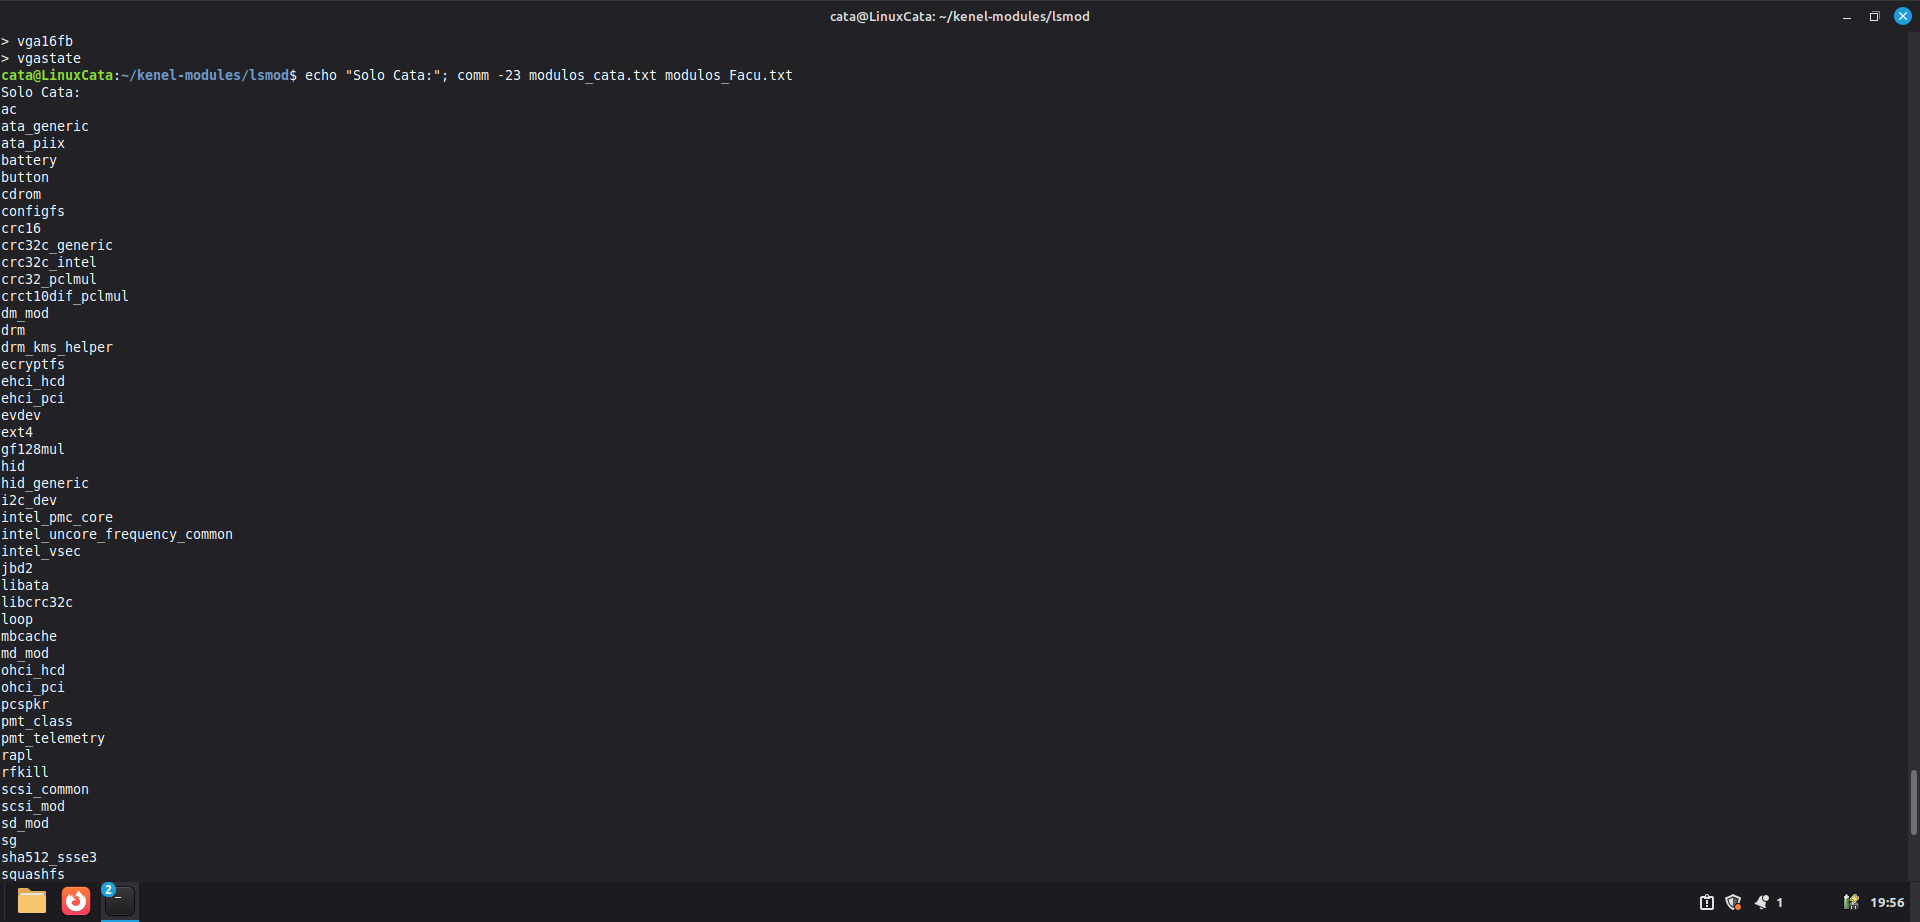 cata@LinuxCata: ~/kenel-modules/lsmod
> vga16fb
> vgastate
cata@LinuxCata:~/kenel-modules/lsmod$ echo "Solo Cata:"; comm -23 modulos_cata.txt modulos_Facu.txt
Solo Cata:
ac
ata_generic
ata_piix
battery
button
cdrom
configfs
crc16
crc32c_generic
crc32c_intel
crc32_pclmul
crct10dif_pclmul
dm_mod
drm
drm_kms_helper
ecryptfs
ehci_hcd
ehci_pci
evdev
ext4
gf128mul
hid
hid_generic
i2c_dev
intel_pmc_core
intel_uncore_frequency_common
intel_vsec
jbd2
libata
libcrc32c
loop
mbcache
md_mod
ohci_hcd
ohci_pci
pcspkr
pmt_class
pmt_telemetry
rapl
rfkill
scsi_common
scsi_mod
sd_mod
sg
sha512_ssse3
squashfs
2
1
19:56